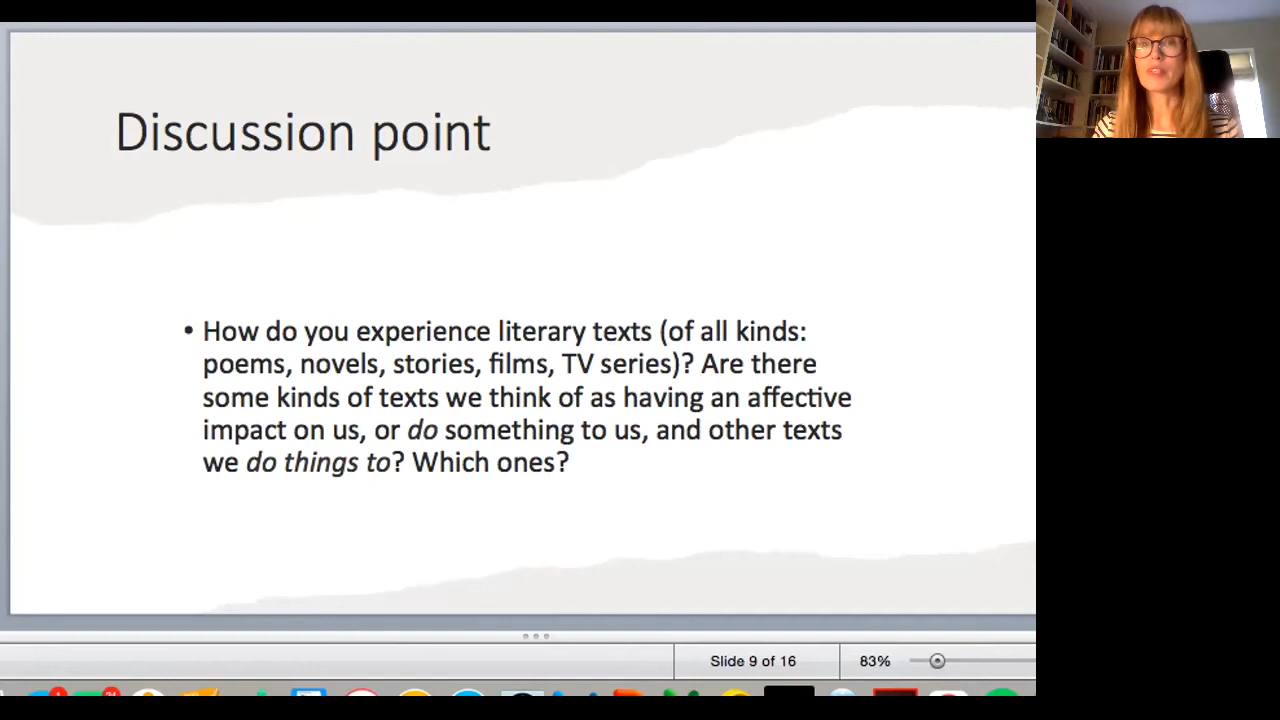 Discussion point
• How do you experience literary texts (of all kinds:
poems, novels, stories, films, TV series)? Are there
some kinds of texts we think of as having an affective
impact on us, or do something to us, and other texts
we do things to? Which ones?
Slide 9 of 16
83%